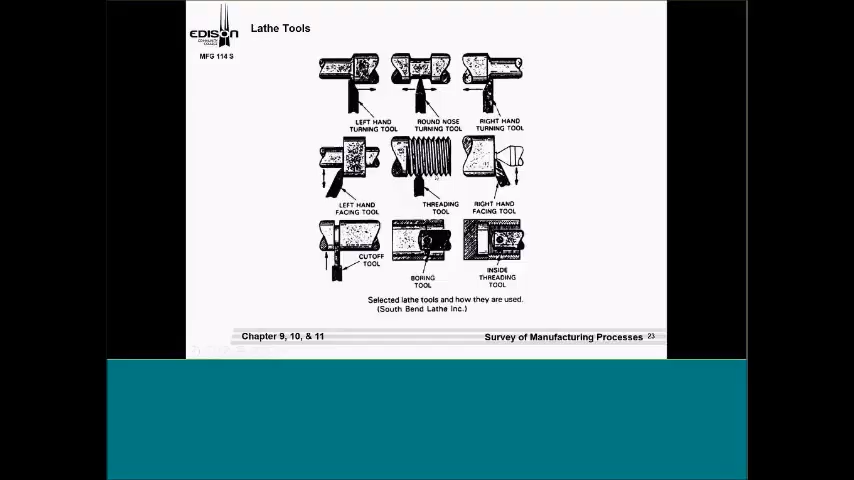 EDISON
COMMUNITY
COLLEGE
MFG 114 S
Lathe Tools
LEFT HAND
TURNING TOOL
ROUND NOSE
TURNING TOOL
RIGHT HAND
TURNING TOOL
LEFT HAND
FACING TOOL
THREADING
TOOL
RIGHT HAND
FACING TOOL
CUTOFF
TOOL
BORING
TOOL
INSIDE
THREADING
TOOL
Selected lathe tools and how they are used.
(South Bend Lathe Inc.)
Chapter 9, 10, & 11
Survey of Manufacturing Processes 23